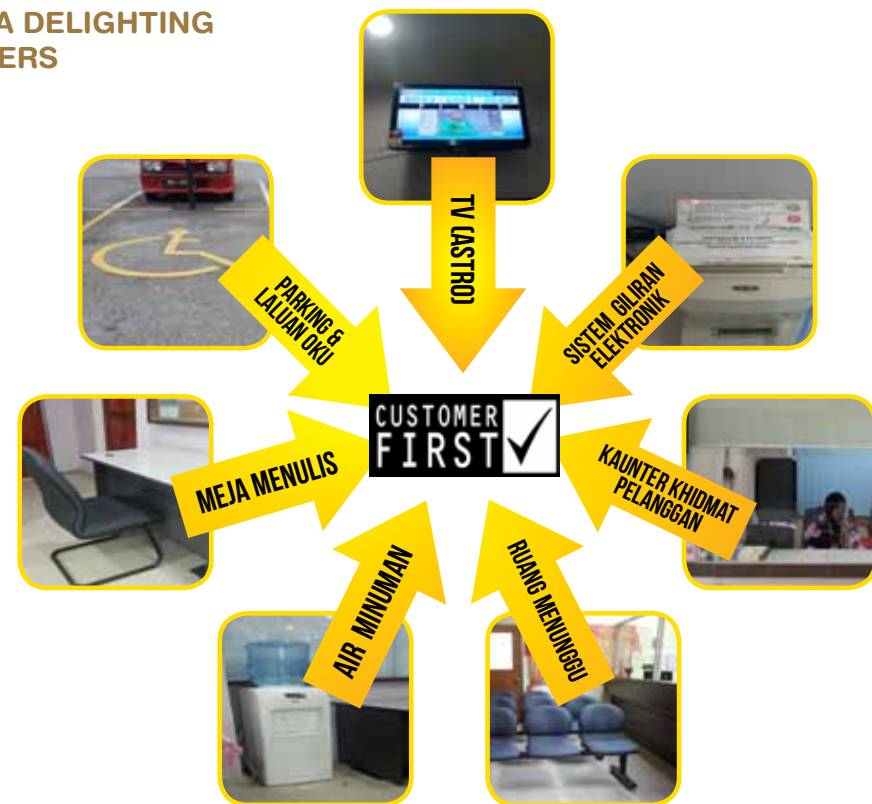 A DELIGHTING
ERS
TV (ASTRO)
SISTEM GILIRAN
ELEKTRONIK
KAUNTER KHIDMAT
PELANGGAN
RUANG MENUNGGU
AIR MINUMAN
MEJA MENULIS
PARKING &
LALUAN OKU
CUSTOMER
FIRST